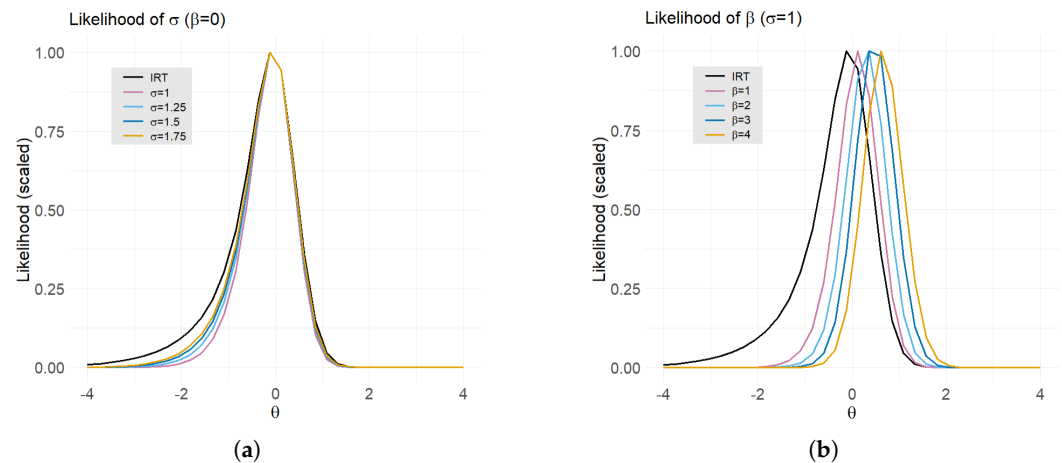 Likelihood of σ (β=0)
Likelihood (scaled)
1.00
0.75
0.50
0.25
0.00
IRT
σ=1
σ=1.25
σ=1.5
σ=1.75
-4 -2 0 2 4
θ
(a)
Likelihood of β (σ=1)
Likelihood (scaled)
1.00
0.75
0.50
0.25
0.00
IRT
β=1
β=2
β=3
β=4
-4 -2 0 2 4
θ
(b)